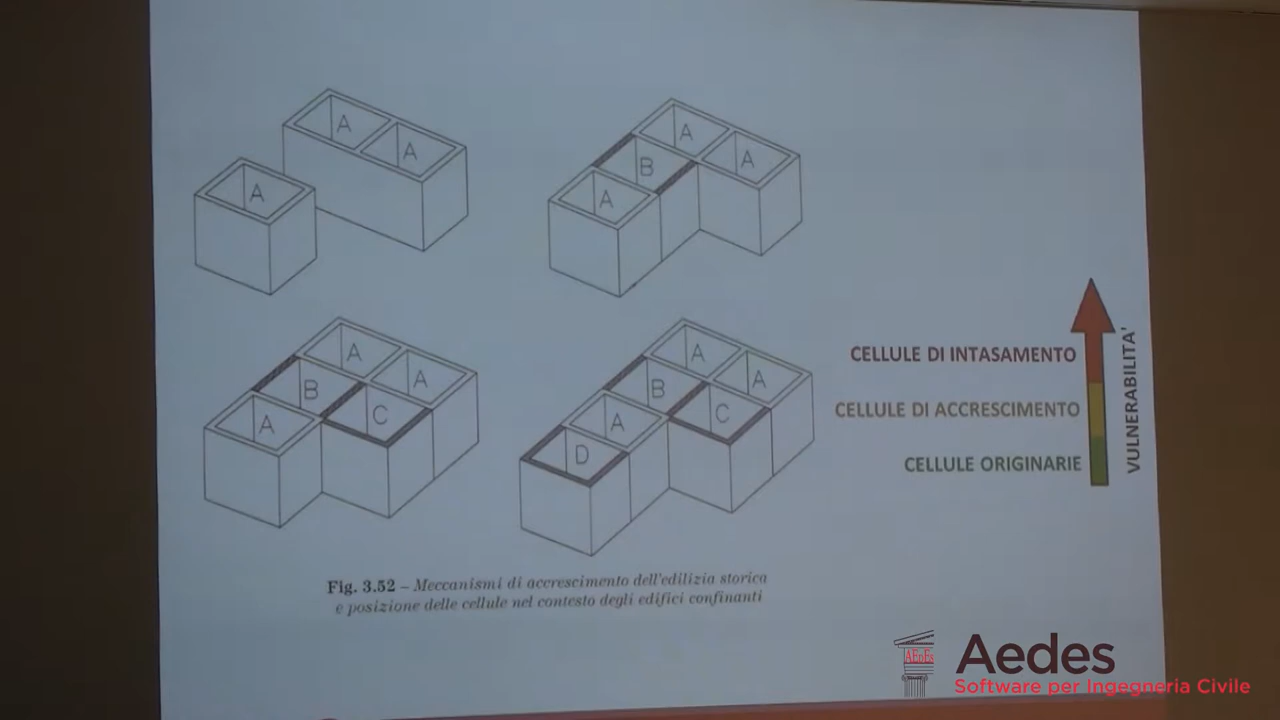 A
A
A
A
A
B
A
A
A
B
C
A
A
A
B
C
A
D
CELLULE DI INTASAMENTO
CELLULE DI ACCRESCIMENTO
CELLULE ORIGINARIE
VULNERABILITA'
Fig. 3.52 – Meccanismi di accrescimento dell'edilizia storica
e posizione delle cellule nel contesto degli edifici confinanti
AEDES
Aedes
Software per Ingegneria Civile